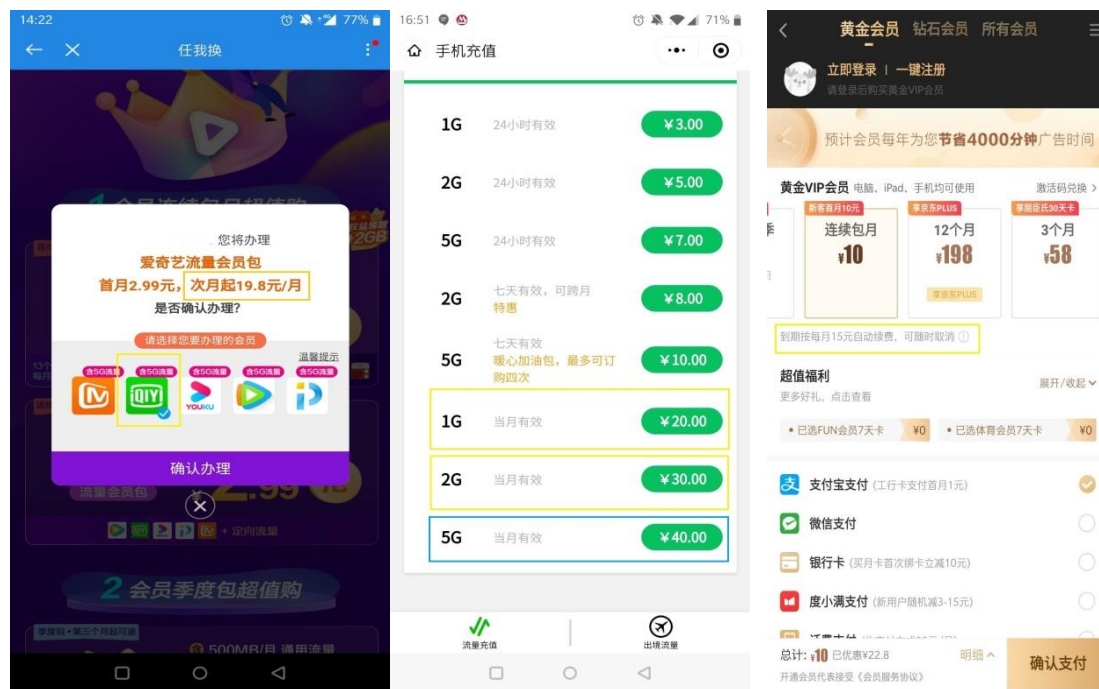 14:22
77%
任我换
1 会员连续包月超值购
您将办理
爱奇艺流量会员包
首月2.99元，次月起19.8元/月
是否确认办理？
请选择您要办理的会员
温馨提示
含5G流量 含5G流量 含5G流量 含5G流量 含5G流量
iQIYI
YOUKU
确认办理
流量会员包
+ 定向流量
2 会员季度包超值购
500MB/月 通用流量
16:51
71%
手机充值
1G 24小时有效 ￥3.00
2G 24小时有效 ￥5.00
5G 24小时有效 ￥7.00
2G 七天有效，可跨月 ￥8.00
特惠
5G 七天有效 ￥10.00
暖心加油包，最多可订
购四次
1G 当月有效 ￥20.00
2G 当月有效 ￥30.00
5G 当月有效 ￥40.00
流量充值
出境流量
黄金会员 钻石会员 所有会员
立即登录 | 一键注册
请登录后购买黄金VIP会员
预计会员每年为您节省4000分钟广告时间
黄金VIP会员 电脑、iPad、手机均可使用 激活码兑换
新客首月10元 享京东PLUS 享屈臣氏30天卡
连续包月 12个月 3个月
¥10 ¥198 ¥58
享京东PLUS
到期按每月15元自动续费，可随时取消
超值福利 展开/收起
更多好礼，点击查看
• 已选FUN会员7天卡 ¥0 • 已选体育会员7天卡 ¥0
支付宝支付 (工行卡支付首月1元)
微信支付
银行卡 (买月卡首次绑卡立减10元)
度小满支付 (新用户随机减3-15元)
总计: ¥10 已优惠¥22.8 明细
确认支付
开通会员代表接受《会员服务协议》